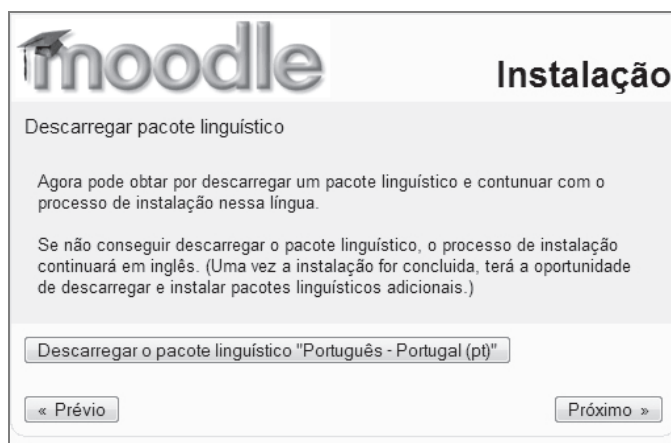 moodle
Instalação
Descarregar pacote linguístico
Agora pode obtar por descarregar um pacote linguístico e contunuar com o
processo de instalação nessa língua.
Se não conseguir descarregar o pacote linguístico, o processo de instalação
continuará em inglês. (Uma vez a instalação for concluida, terá a oportunidade
de descarregar e instalar pacotes linguísticos adicionais.)
Descarregar o pacote linguístico "Português - Portugal (pt)"
« Prévio
Próximo »